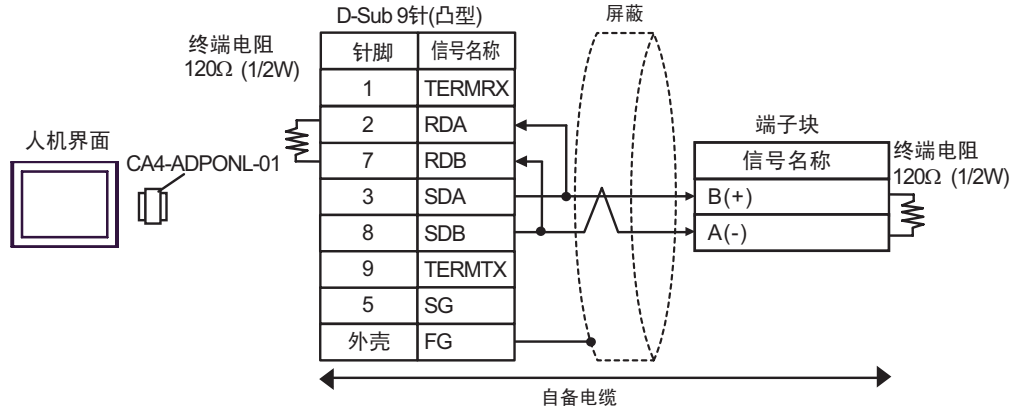 D-Sub 9针(凸型)
屏蔽
终端电阻
120Ω (1/2W)
针脚 信号名称
1 TERMRX
2 RDA
7 RDB
3 SDA
8 SDB
9 TERMTX
5 SG
外壳 FG
人机界面
CA4-ADPONL-01
端子块
信号名称
B(+)
A(-)
终端电阻
120Ω (1/2W)
自备电缆